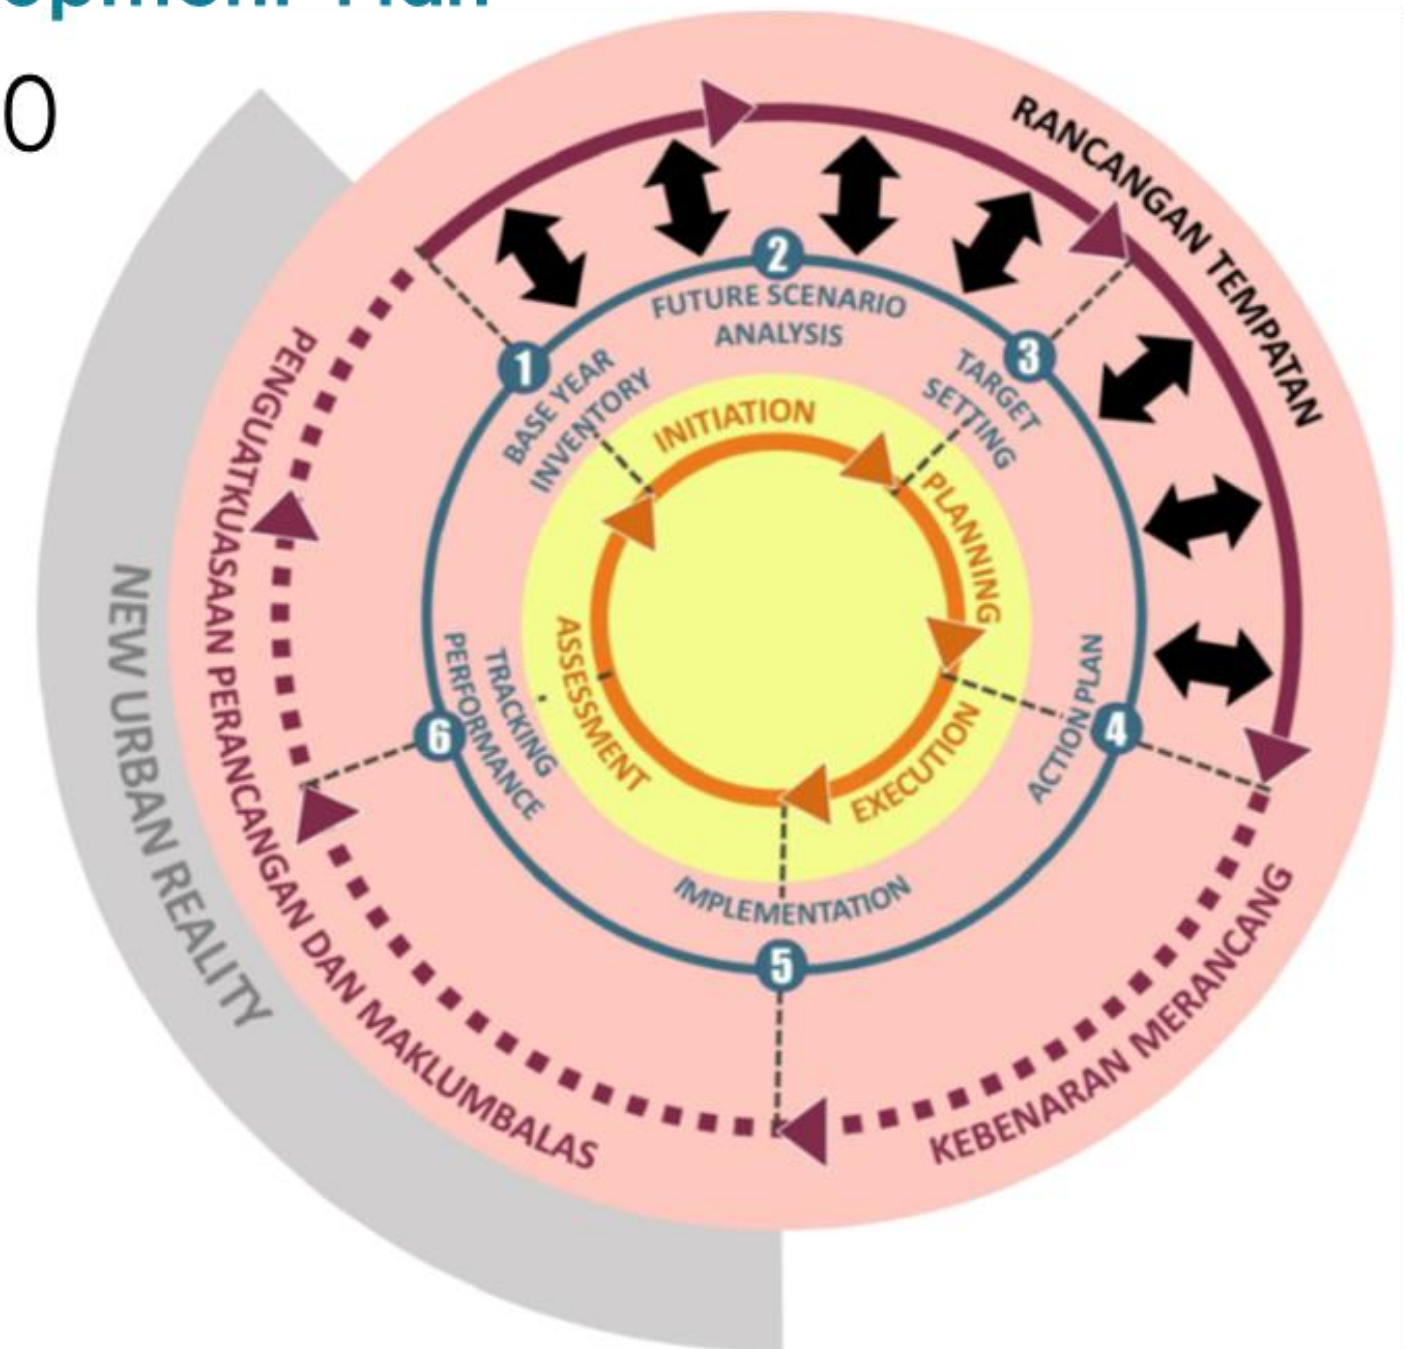 opment Plan
0
RANCANGAN TEMPATAN
2
FUTURE SCENARIO
ANALYSIS
1
BASE YEAR
INVENTORY
3
TARGET
SETTING
INITIATION
PLANNING
EXECUTION
ASSESSMENT
4
ACTION PLAN
5
IMPLEMENTATION
6
TRACKING
PERFORMANCE
KEBENARAN MERANCANG
PENGUATKUASAAN PERANCANGAN DAN MAKLUMBALAS
NEW URBAN REALITY